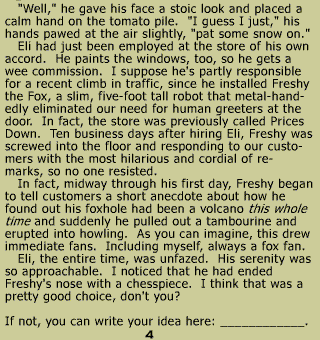 "Well," he gave his face a stoic look and placed a
calm hand on the tomato pile.  "I guess I just," his
hands pawed at the air slightly, "pat some snow on."
Eli had just been employed at the store of his own
accord.  He paints the windows, too, so he gets a
wee commission.  I suppose he's partly responsible
for a recent climb in traffic, since he installed Freshy
the Fox, a slim, five-foot tall robot that metal-hand-
edly eliminated our need for human greeters at the
door.  In fact, the store was previously called Prices
Down.  Ten business days after hiring Eli, Freshy was
screwed into the floor and responding to our custo-
mers with the most hilarious and cordial of re-
marks, so no one resisted.
In fact, midway through his first day, Freshy began
to tell customers a short anecdote about how he
found out his foxhole had been a volcano this whole
time and suddenly he pulled out a tambourine and
erupted into howling.  As you can imagine, this drew
immediate fans.  Including myself, always a fox fan.
Eli, the entire time, was unfazed.  His serenity was
so approachable.  I noticed that he had ended
Freshy's nose with a chesspiece.  I think that was a
pretty good choice, don't you?
If not, you can write your idea here: ____________.
4